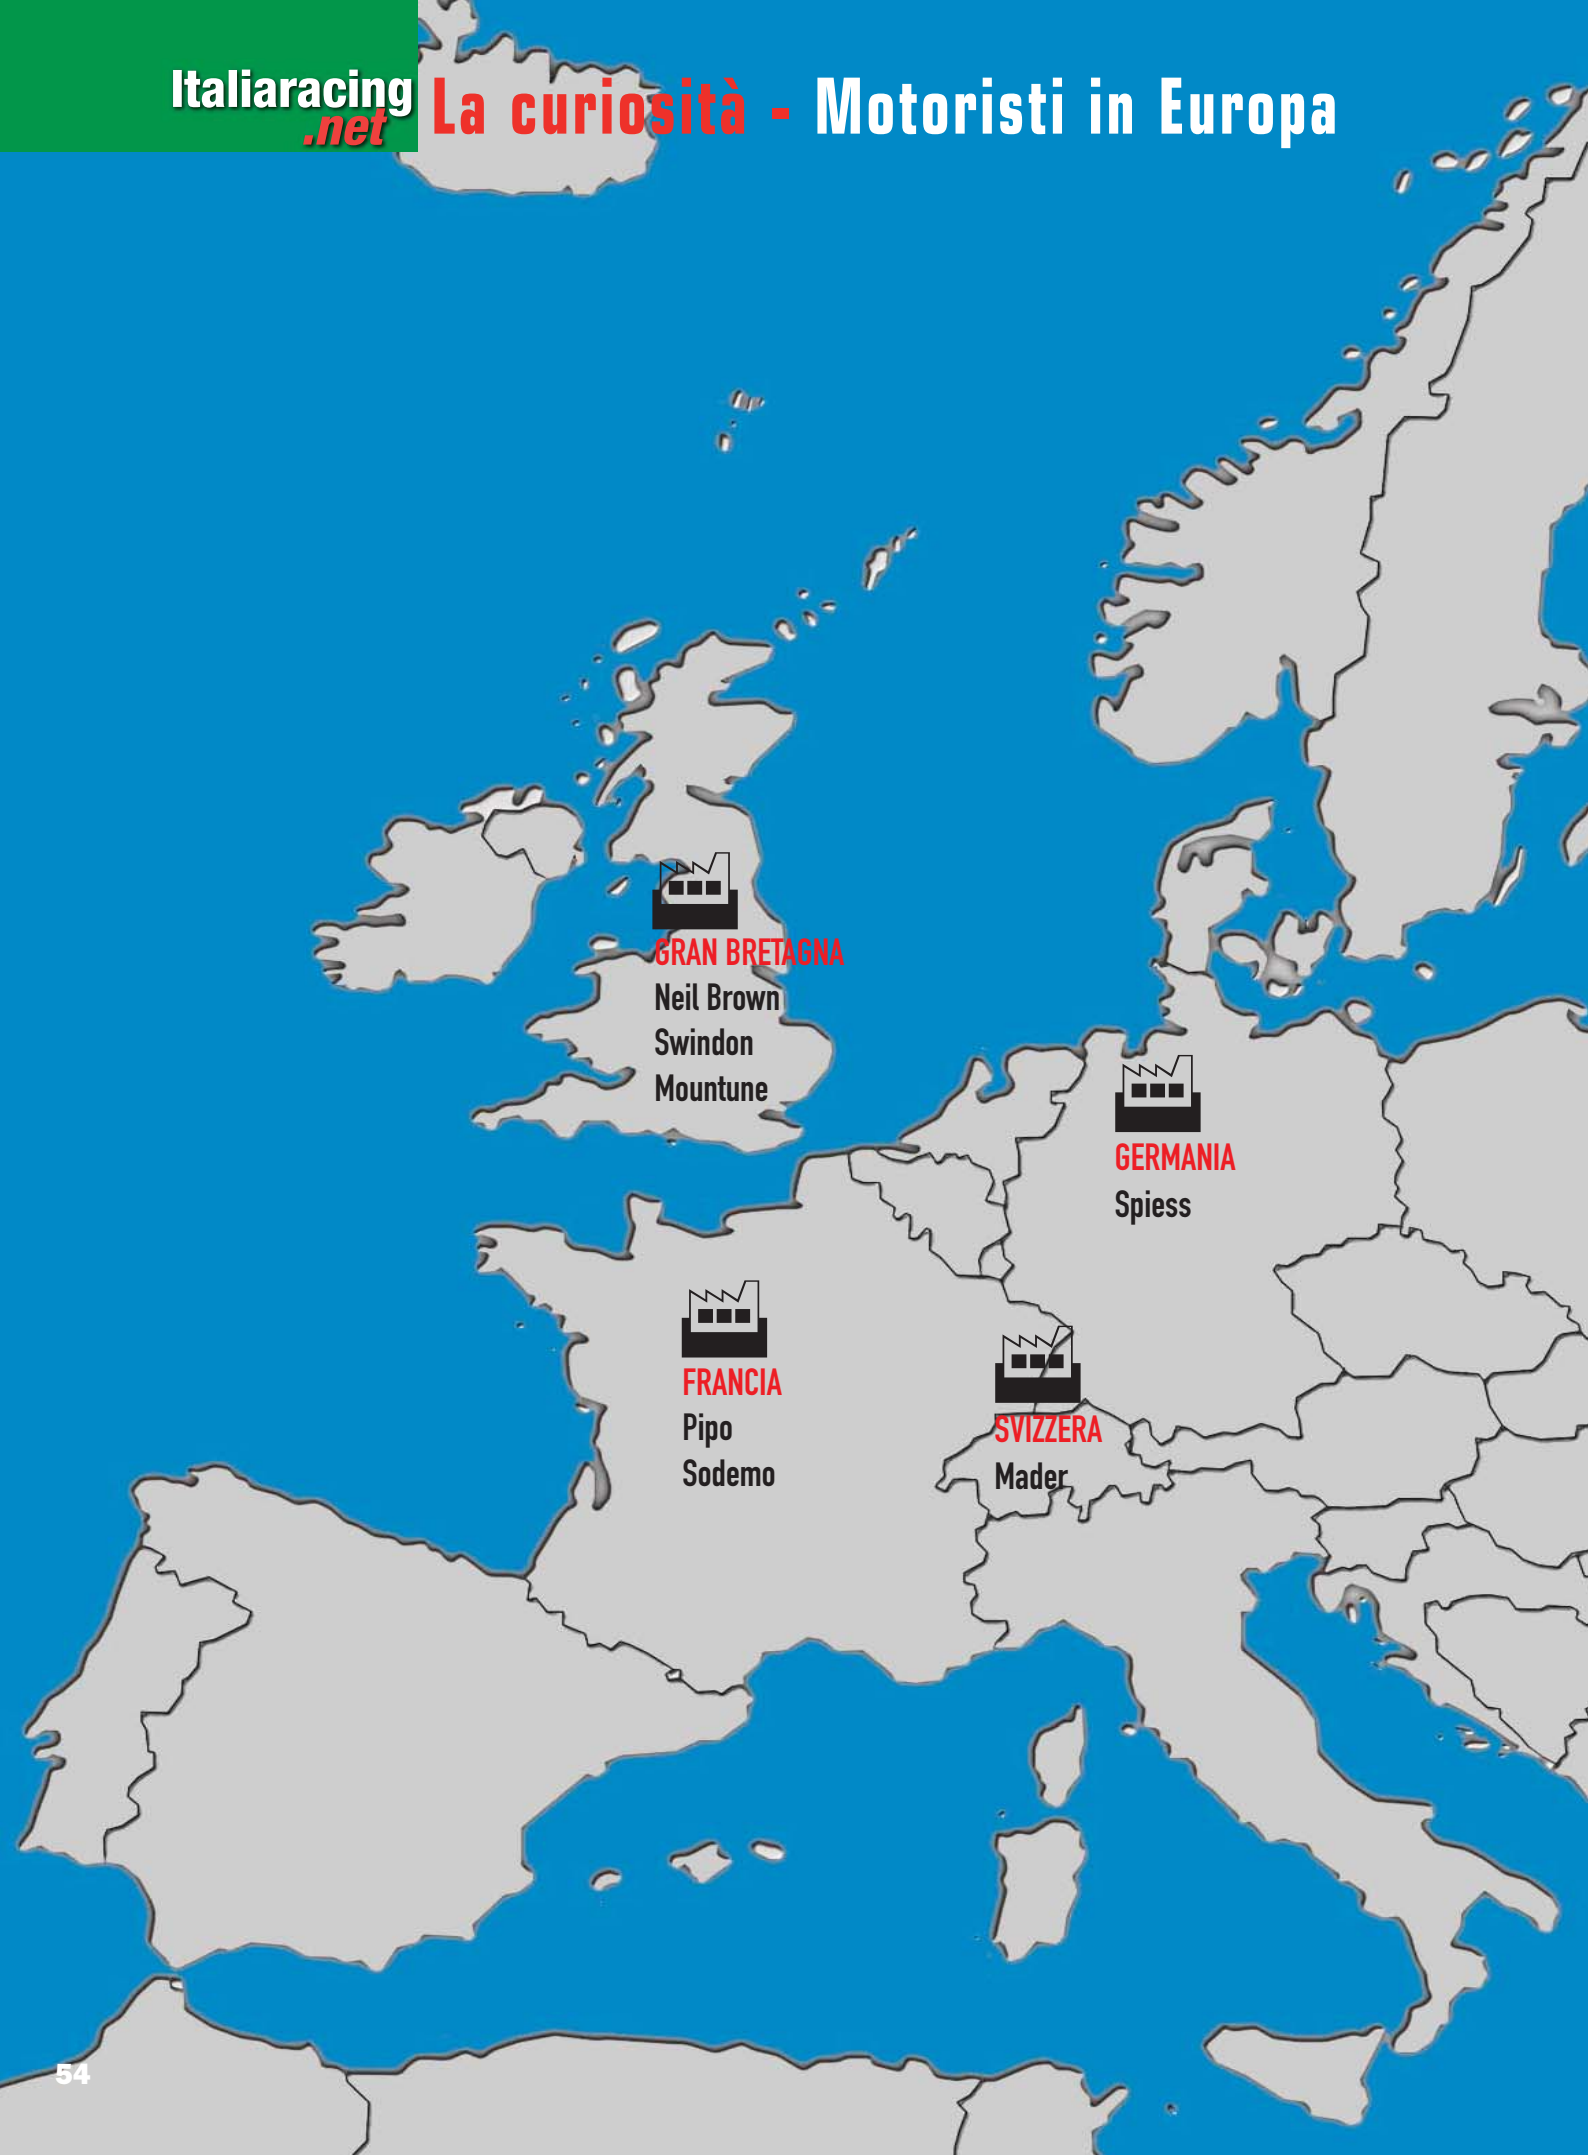 Italiaracing
.net
La curiosità - Motoristi in Europa
GRAN BRETAGNA
Neil Brown
Swindon
Mountune
GERMANIA
Spiess
FRANCIA
Pipo
Sodemo
SVIZZERA
Mader
54